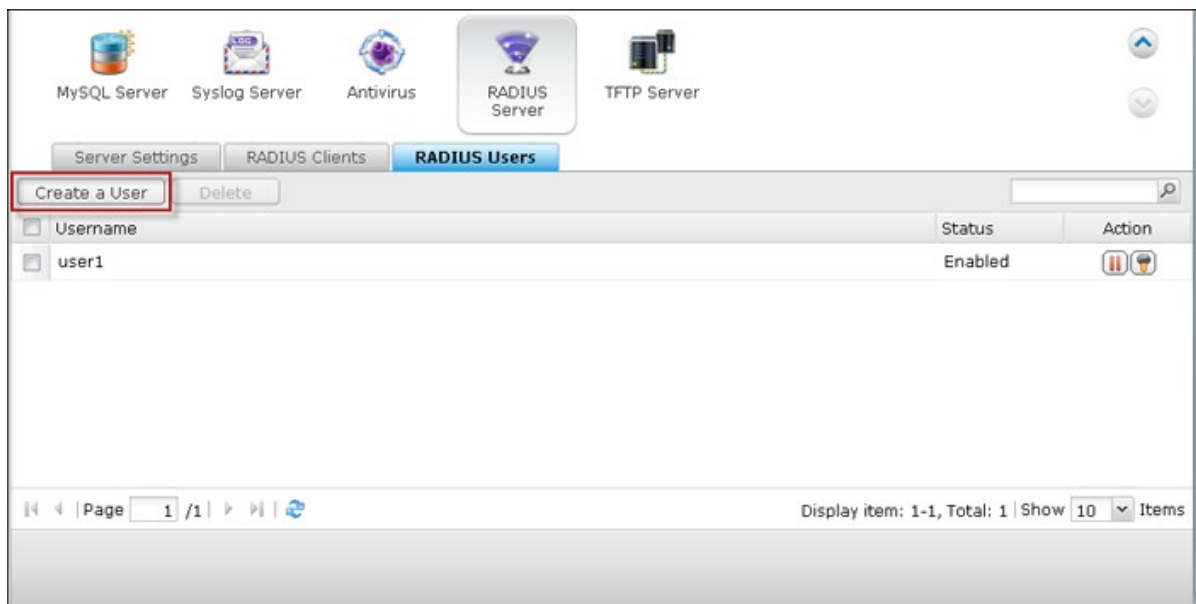 LOG
MySQL Server Syslog Server Antivirus RADIUS Server TFTP Server
Server Settings RADIUS Clients RADIUS Users
Create a User Delete
Username Status Action
user1 Enabled
Page 1 /1 Display item: 1-1, Total: 1 Show 10 Items